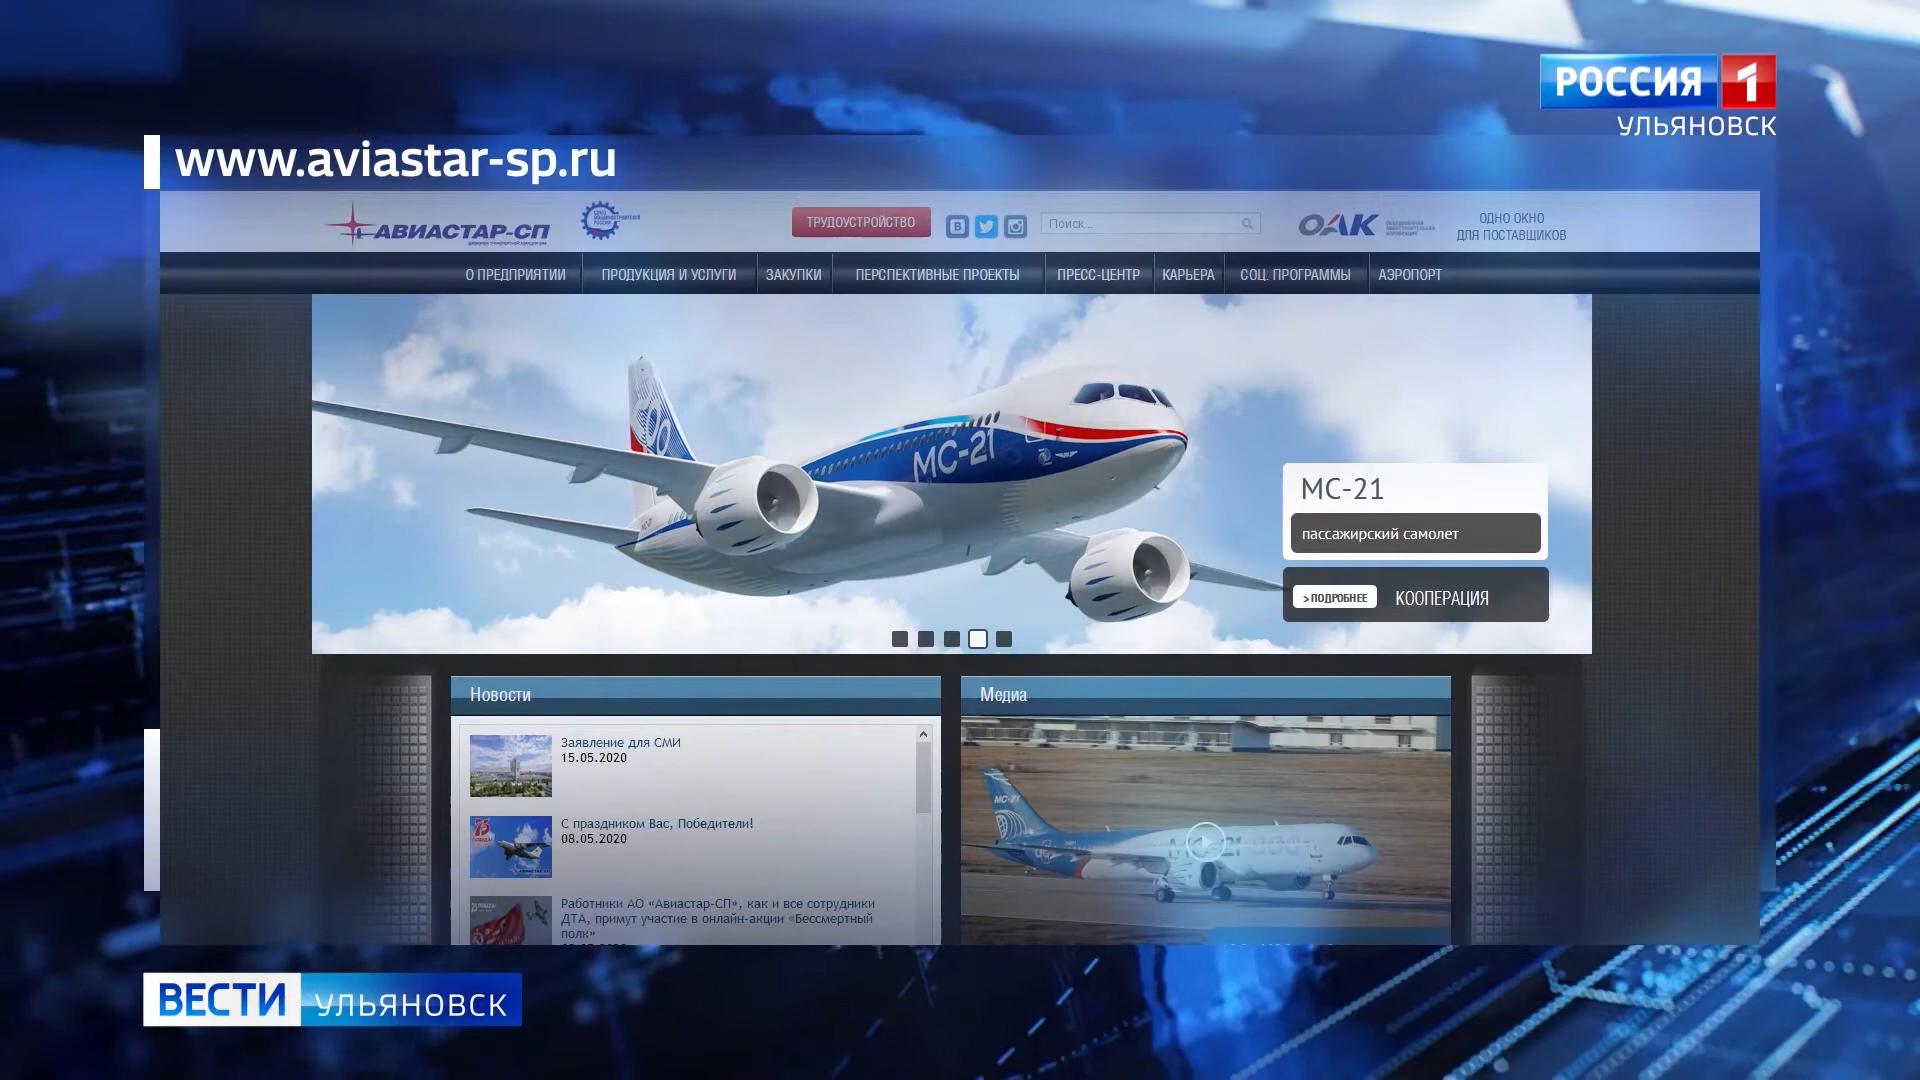 РОССИЯ 1
УЛЬЯНОВСК
www.aviastar-sp.ru
АВИАСТАР-СП
ТРУДОУСТРОЙСТВО
Поиск...
ОАК
ОДНО ОКНО
ДЛЯ ПОСТАВЩИКОВ
О ПРЕДПРИЯТИИ
ПРОДУКЦИЯ И УСЛУГИ
ЗАКУПКИ
ПЕРСПЕКТИВНЫЕ ПРОЕКТЫ
ПРЕСС-ЦЕНТР
КАРЬЕРА
СОЦ. ПРОГРАММЫ
АЭРОПОРТ
МС-21
МС-21
пассажирский самолет
> ПОДРОБНЕЕ
КООПЕРАЦИЯ
Новости
Медиа
Заявление для СМИ
15.05.2020
С праздником Вас, Победители!
08.05.2020
Работники АО «Авиастар-СП», как и все сотрудники
ДТА, примут участие в онлайн-акции «Бессмертный
полк»
МС-21
ВЕСТИ УЛЬЯНОВСК